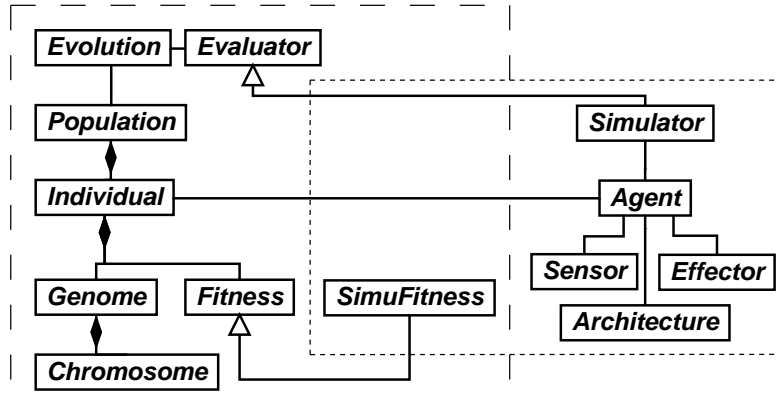 Evolution
Evaluator
Population
Simulator
Individual
Agent
Sensor
Effector
Genome
Fitness
SimuFitness
Architecture
Chromosome